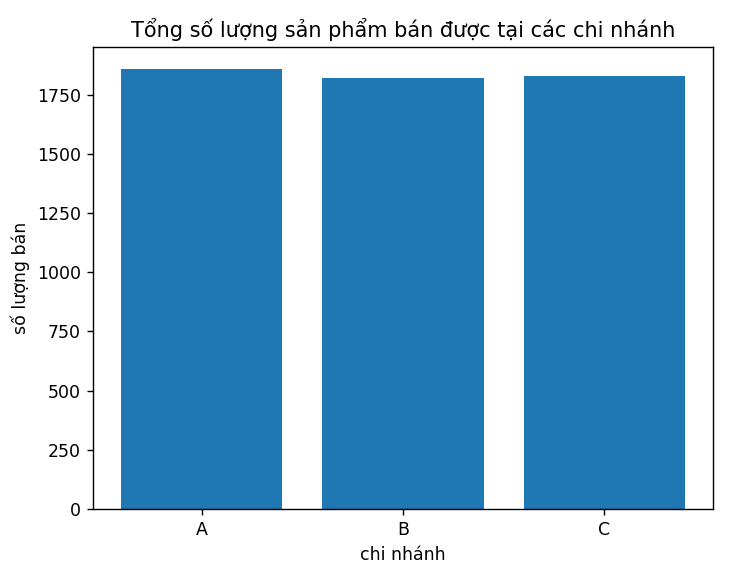 Tổng số lượng sản phẩm bán được tại các chi nhánh
số lượng bán
1750
1500
1250
1000
750
500
250
0
A B C
chi nhánh